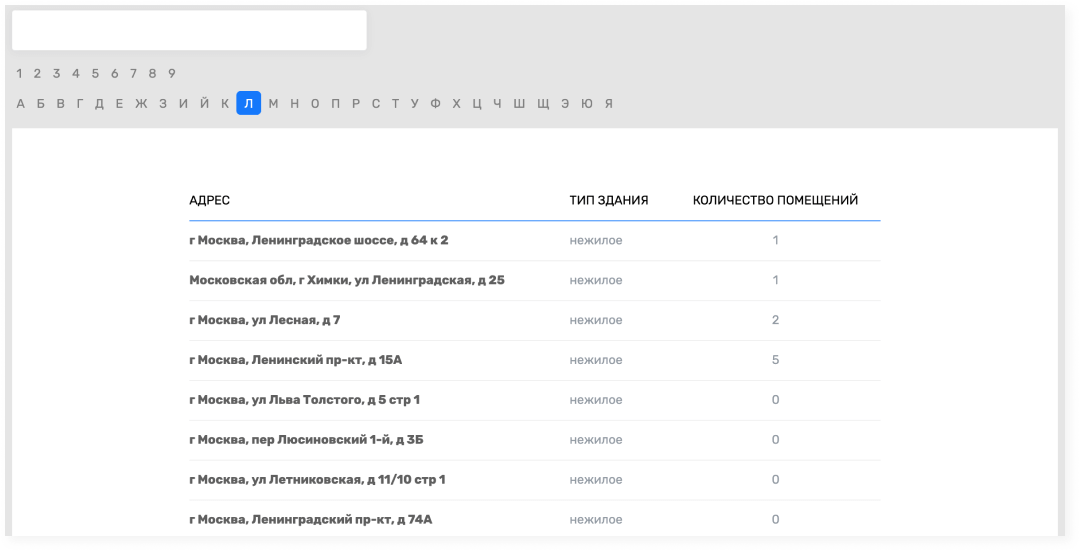 1 2 3 4 5 6 7 8 9
А Б В Г Д Е Ж З И Й К Л М Н О П Р С Т У Ф Х Ц Ч Ш Щ Э Ю Я
АДРЕС ТИП ЗДАНИЯ КОЛИЧЕСТВО ПОМЕЩЕНИЙ
г Москва, Ленинградское шоссе, д 64 к 2 нежилое 1
Московская обл, г Химки, ул Ленинградская, д 25 нежилое 1
г Москва, ул Лесная, д 7 нежилое 2
г Москва, Ленинский пр-кт, д 15А нежилое 5
г Москва, ул Льва Толстого, д 5 стр 1 нежилое 0
г Москва, пер Люсиновский 1-й, д 3Б нежилое 0
г Москва, ул Летниковская, д 11/10 стр 1 нежилое 0
г Москва, Ленинградский пр-кт, д 74А нежилое 0